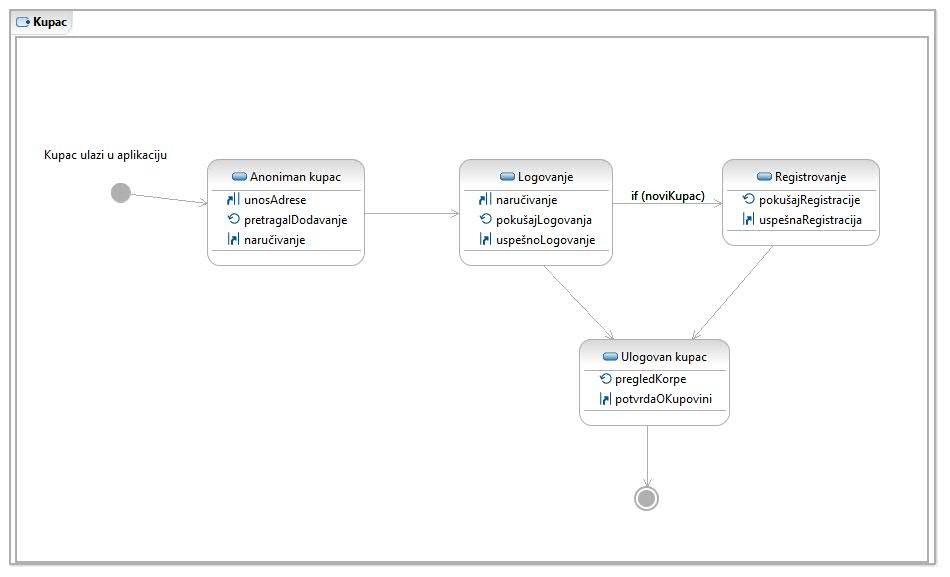 Kupac
Kupac ulazi u aplikaciju
Anoniman kupac
unosAdrese
pretragaIDodavanje
naručivanje
Logovanje
naručivanje
pokušajLogovanja
uspešnoLogovanje
if (noviKupac)
Registrovanje
pokušajRegistracije
uspešnaRegistracija
Ulogovan kupac
pregledKorpe
potvrdaOKupovini